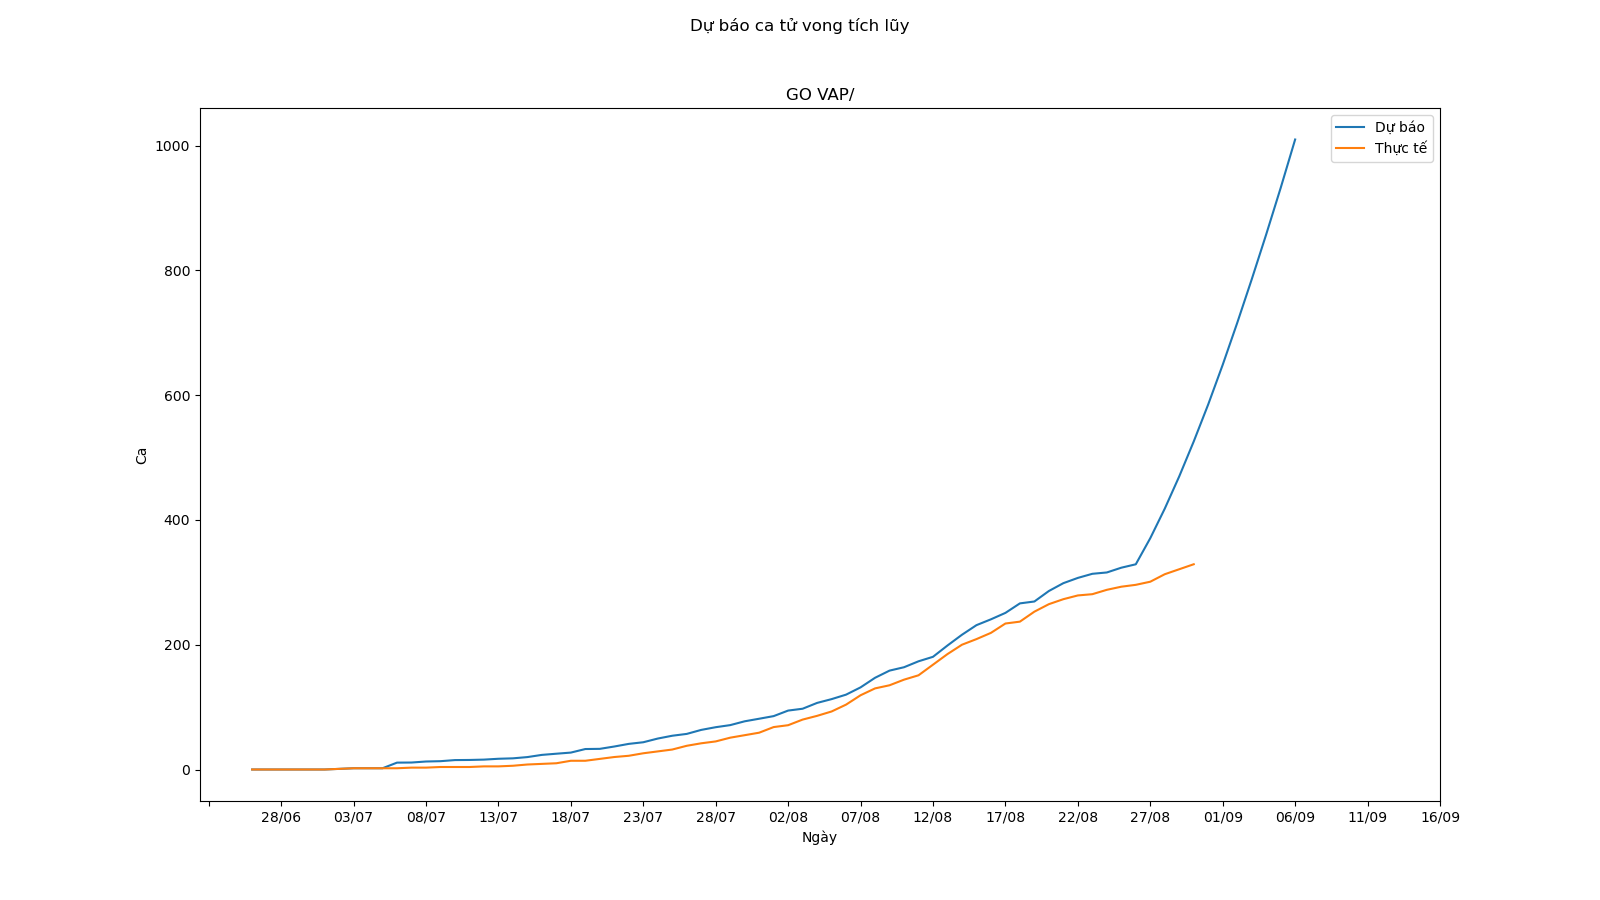 Dự báo ca tử vong tích lũy
GO VAP/
Dự báo
Thực tế
1000
800
600
400
200
0
Ca
28/06 03/07 08/07 13/07 18/07 23/07 28/07 02/08 07/08 12/08 17/08 22/08 27/08 01/09 06/09 11/09 16/09
Ngày